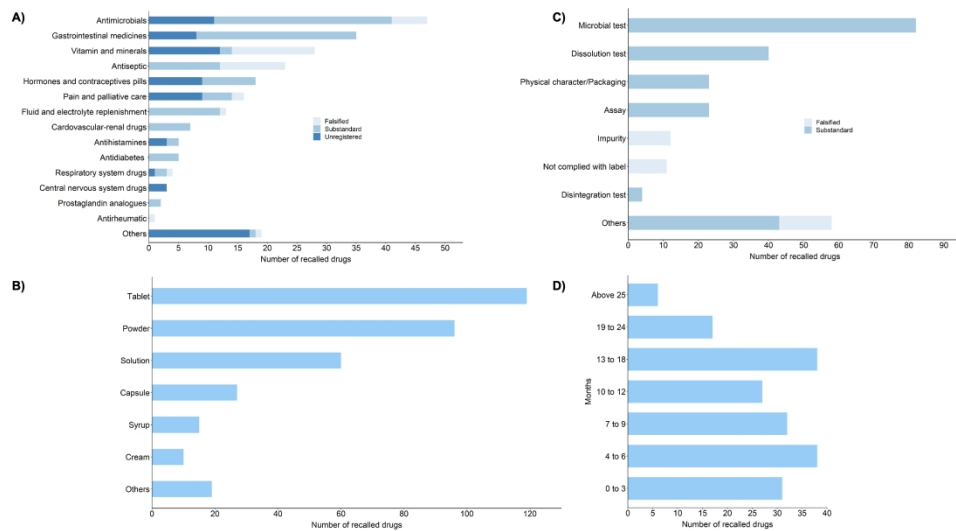 A)
Antimicrobials
Gastrointestinal medicines
Vitamin and minerals
Antiseptic
Hormones and contraceptives pills
Pain and palliative care
Fluid and electrolyte replenishment
Cardovascular-renal drugs
Antihistamines
Antidiabetes
Respiratory system drugs
Central nervous system drugs
Prostaglandin analogues
Antirheumatic
Others
Falsified
Substandard
Unregistered
0 5 10 15 20 25 30 35 40 45 50
Number of recalled drugs
C)
Microbial test
Dissolution test
Physical character/Packaging
Assay
Impurity
Not complied with label
Disintegration test
Others
Falsified
Substandard
0 10 20 30 40 50 60 70 80 90
Number of recalled drugs
B)
Tablet
Powder
Solution
Capsule
Syrup
Cream
Others
0 20 40 60 80 100 120
Number of recalled drugs
D)
Months
Above 25
19 to 24
13 to 18
10 to 12
7 to 9
4 to 6
0 to 3
0 5 10 15 20 25 30 35 40
Number of recalled drugs